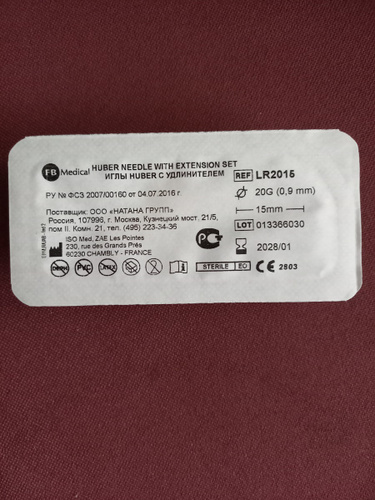 FB Medical
HUBER NEEDLE WITH EXTENSION SET
ИГЛЫ HUBER С УДЛИНИТЕЛЕМ
РУ № ФСЗ 2007/00160 от 04.07.2016 г.
Поставщик: ООО «НАТАНА ГРУПП»
Россия, 107996, г. Москва, Кузнецкий мост, 21/5,
пом II. Комн. 21, тел. (495) 223-34-36
ISO Med, ZAE Les Pointes
230, rue des Grands Prés
60230 CHAMBLY - FRANCE
DEHP PVC LATEX
REF LR2015
20G (0,9 mm)
15mm
LOT 013366030
2028/01
STERILE EO CE 2803